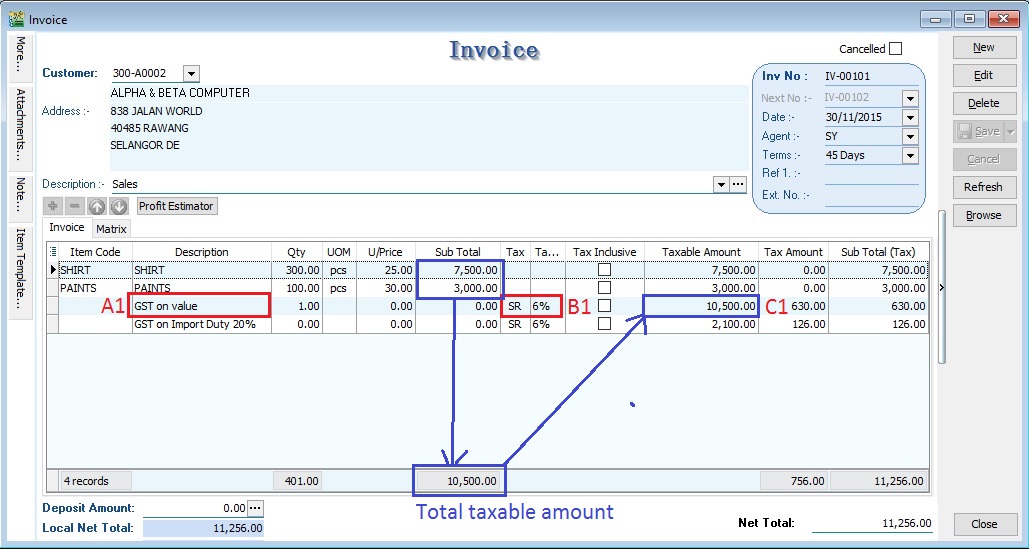 Invoice
More...
Attachments...
Note...
Item Template...
Invoice
Cancelled
Customer: 300-A0002
ALPHA & BETA COMPUTER
Address :- 838 JALAN WORLD
40485 RAWANG
SELANGOR DE
Inv No : IV-00101
Next No :- IV-00102
Date :- 30/11/2015
Agent :- SY
Terms :- 45 Days
Ref 1. :-
Ext. No. :-
New
Edit
Delete
Save
Cancel
Refresh
Browse
Description :- Sales
Profit Estimator
Invoice Matrix
Item Code Description Qty UOM U/Price Sub Total Tax Ta... Tax Inclusive Taxable Amount Tax Amount Sub Total (Tax)
SHIRT SHIRT 300.00 pcs 25.00 7,500.00 7,500.00 0.00 7,500.00
PAINTS PAINTS 100.00 pcs 30.00 3,000.00 3,000.00 0.00 3,000.00
A1 GST on value 1.00 0.00 0.00 SR 6% B1 10,500.00 C1 630.00 630.00
GST on Import Duty 20% 0.00 0.00 0.00 SR 6% 2,100.00 126.00 126.00
4 records 401.00 10,500.00 756.00 11,256.00
Total taxable amount
Deposit Amount: 0.00
Local Net Total: 11,256.00
Net Total: 11,256.00
Close